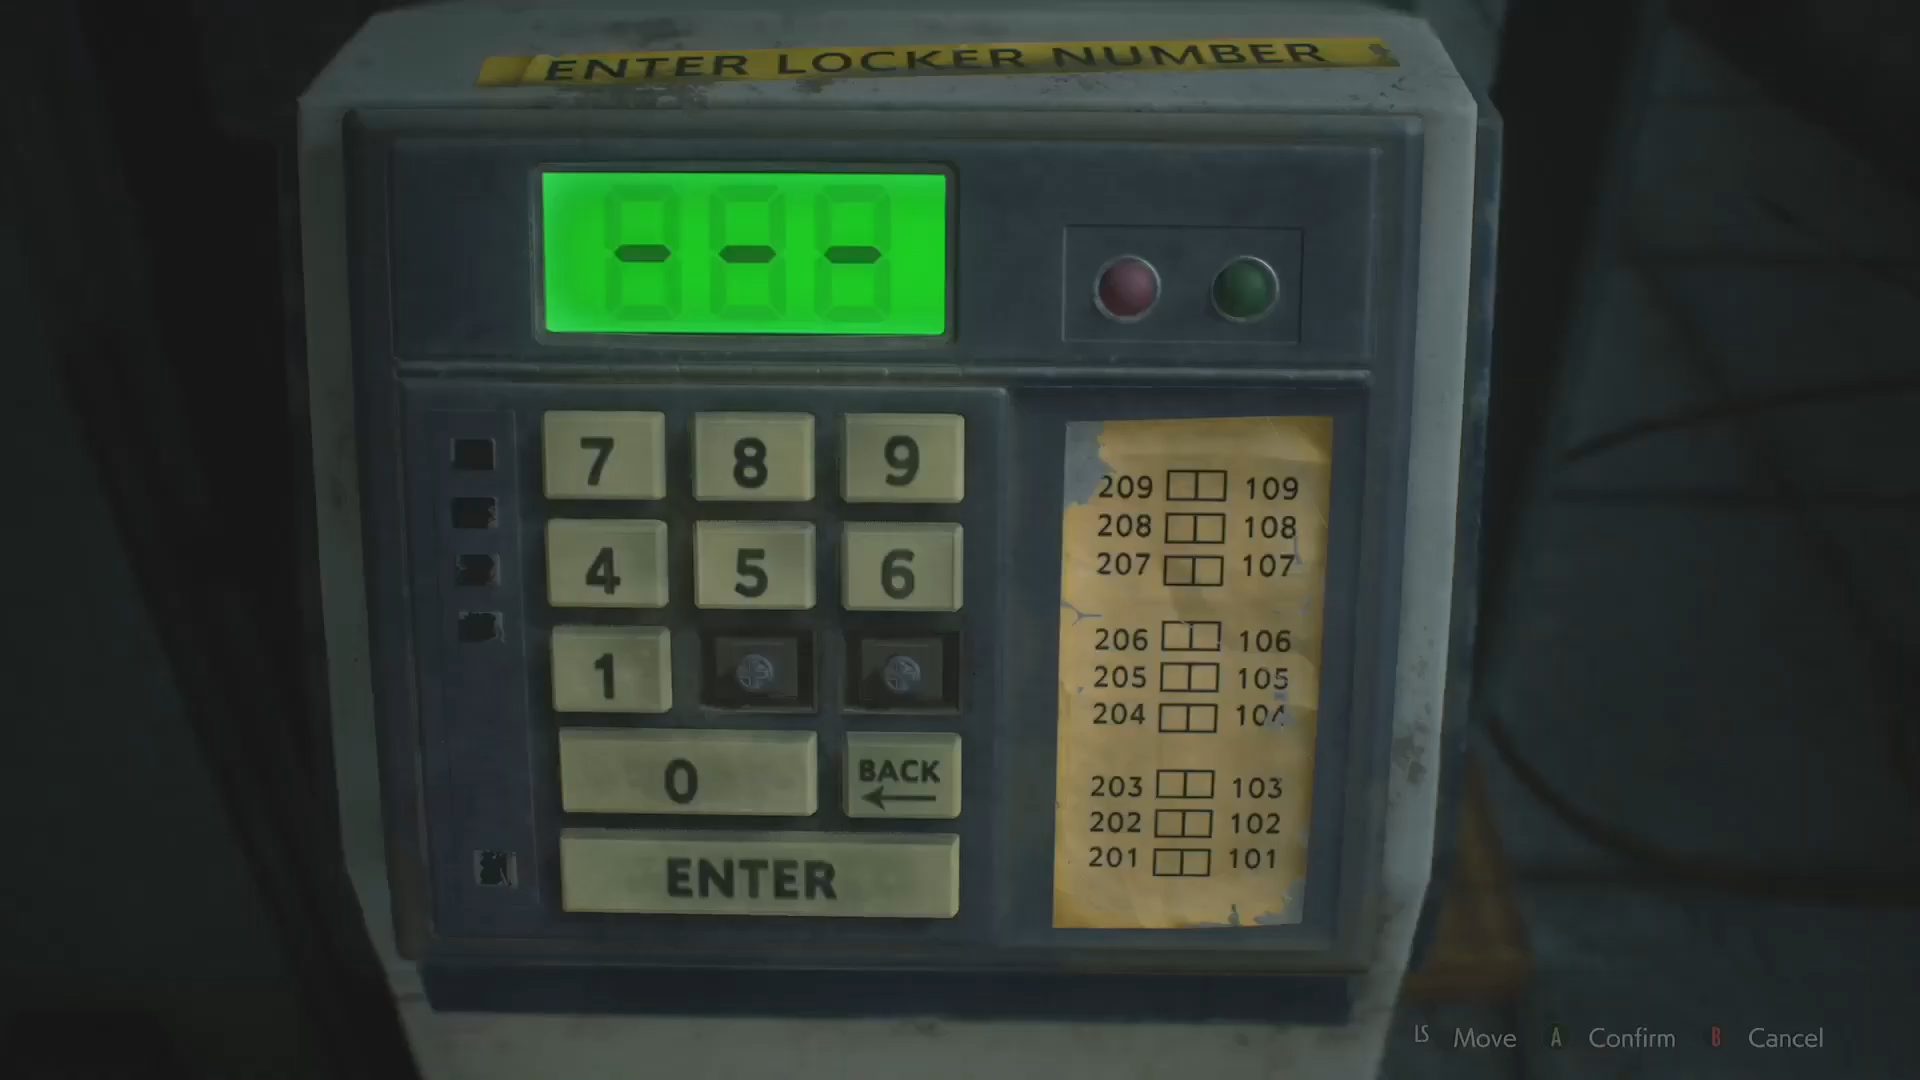 ENTER LOCKER NUMBER
7 8 9
4 5 6
1
0 BACK
ENTER
209 109
208 108
207 107
206 106
205 105
204 104
203 103
202 102
201 101
LS Move A Confirm B Cancel